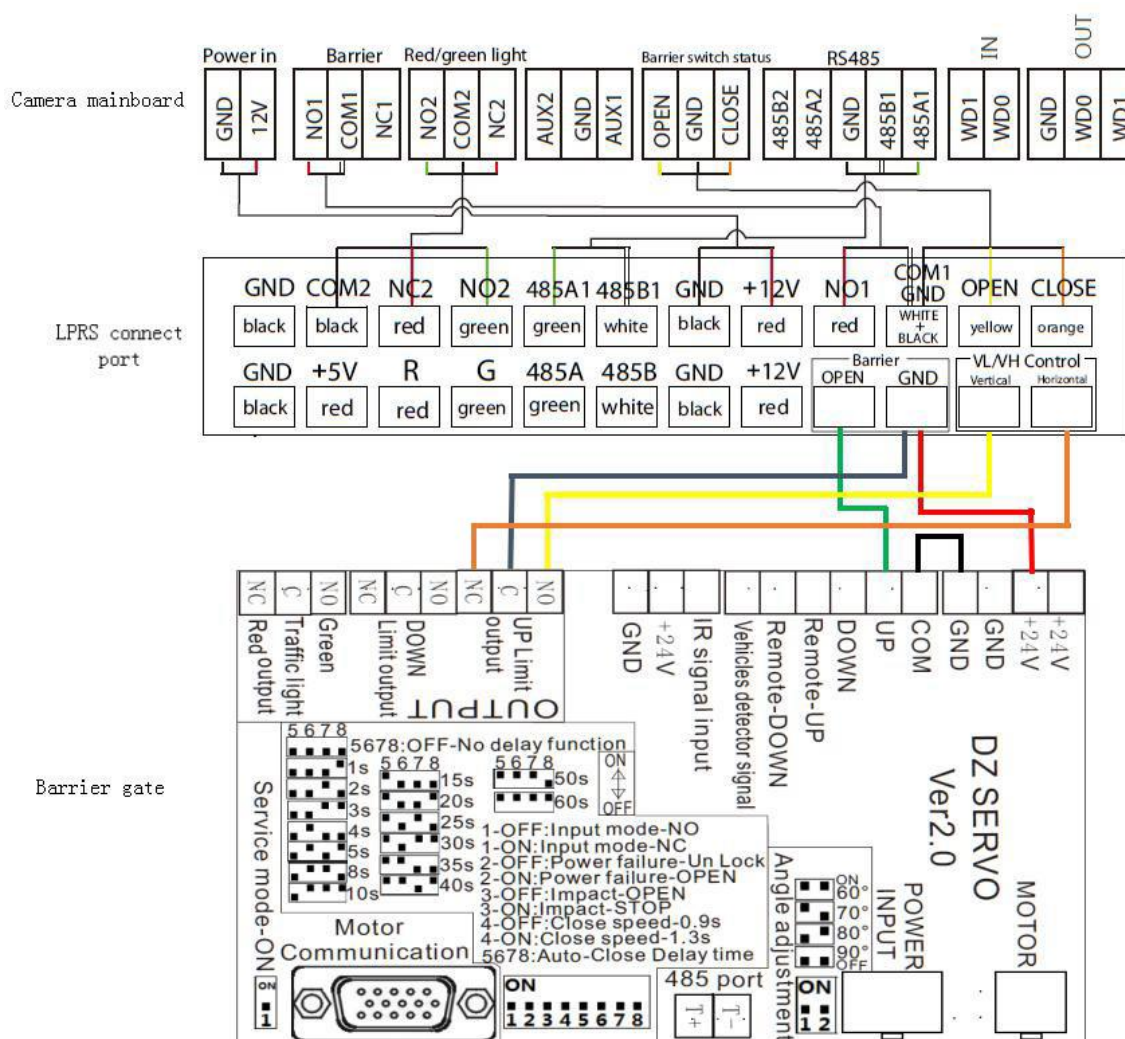 Power in
Barrier
Red/green light
Barrier switch status
RS485
IN
OUT
Camera mainboard
GND
12V
NO1
COM1
NC1
NO2
COM2
NC2
AUX2
GND
AUX1
OPEN
GND
CLOSE
485B2
485A2
GND
485B1
485A1
WD1
WD0
GND
WD0
WD1
LPRS connect
port
GND COM2 NC2 NO2 485A1 485B1 GND +12V NO1 COM1 GND OPEN CLOSE
black black red green green white black red red WHITE + BLACK yellow orange
GND +5V R G 485A 485B GND +12V
Barrier
OPEN GND
VL/VH Control
Vertical Horizontal
black red red green green white black red
Barrier gate
NC C NO NC C NO NC C NO
Red output
Traffic light
Green
DOWN
Limit output
UP Limit
output
OUTPUT
GND
+24V
IR signal input
Vehicles detector signal
Remote-DOWN
Remote-UP
DOWN
UP
COM
GND
GND
+24V
+24V
DZ SERVO
Ver2.0
5 6 7 8
5678:OFF-No delay function
1s
2s
3s
4s
5s
8s
10s
5 6 7 8
15s
20s
25s
30s
35s
40s
5 6 7 8
50s
60s
ON
OFF
1-OFF:Input mode-NO
1-ON:Input mode-NC
2-OFF:Power failure-Un Lock
2-ON:Power failure-OPEN
3-OFF:Impact-OPEN
3-ON:Impact-STOP
4-OFF:Close speed-0.9s
4-ON:Close speed-1.3s
5678:Auto-Close Delay time
Service mode-ON
ON
1
Motor
Communication
ON
1 2 3 4 5 6 7 8
485 port
T+ T-
Angle adjustment
ON
60°
70°
80°
90°
OFF
ON
1 2
POWER
INPUT
MOTOR